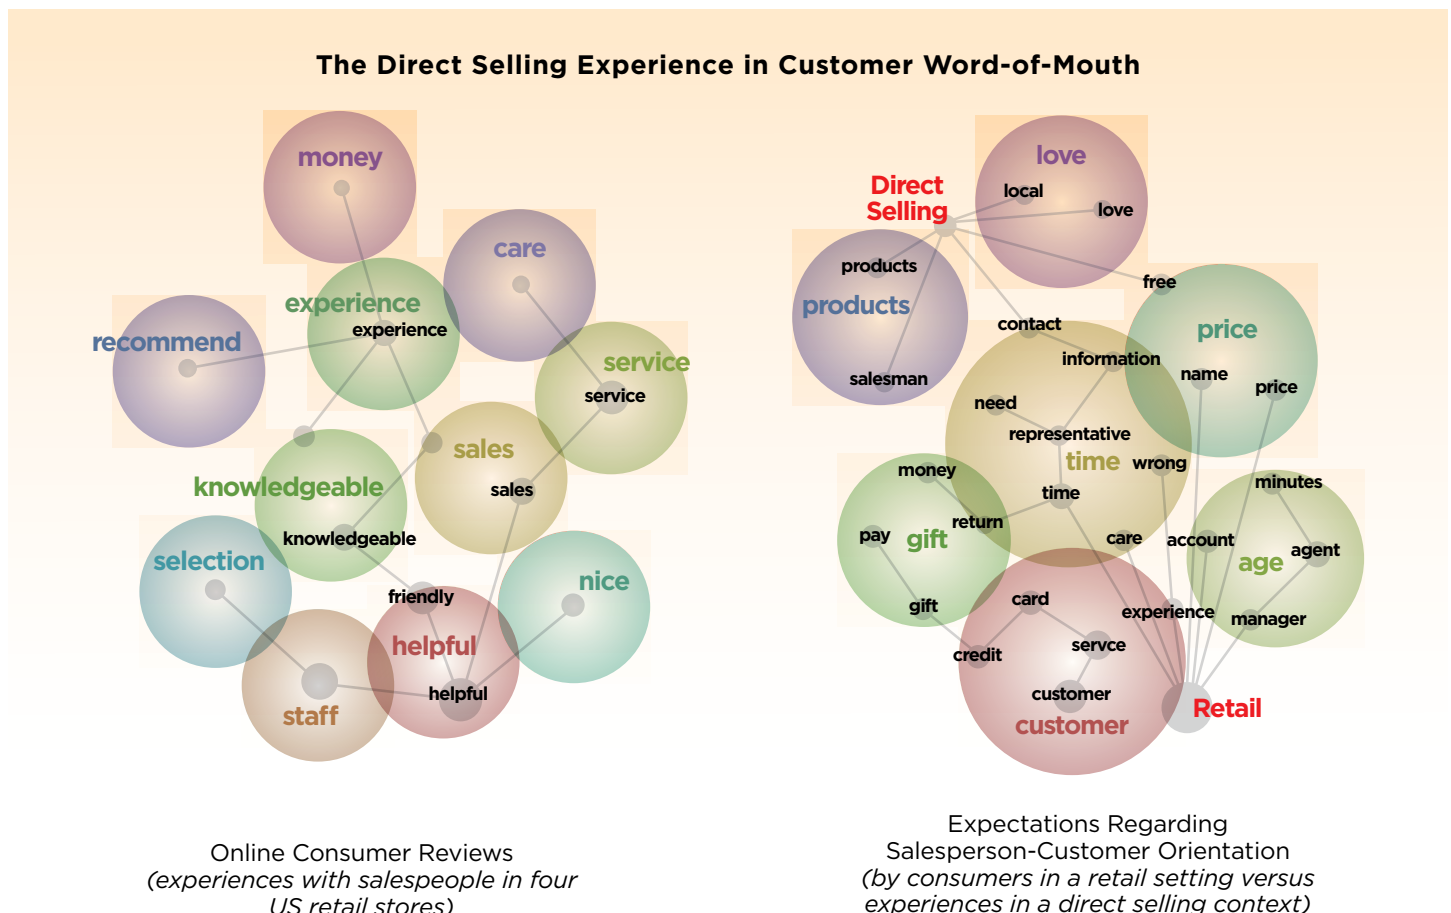 The Direct Selling Experience in Customer Word-of-Mouth
money
care
experience
experience
recommend
service
service
sales
sales
knowledgeable
knowledgeable
selection
nice
friendly
helpful
helpful
staff
Online Consumer Reviews
(experiences with salespeople in four
US retail stores)
love
local
love
Direct
Selling
products
products
salesman
free
contact
information
price
name
price
need
representative
time
wrong
time
money
return
pay
gift
gift
care
account
minutes
agent
age
manager
card
experience
servce
credit
customer
customer
Retail
Expectations Regarding
Salesperson-Customer Orientation
(by consumers in a retail setting versus
experiences in a direct selling context)